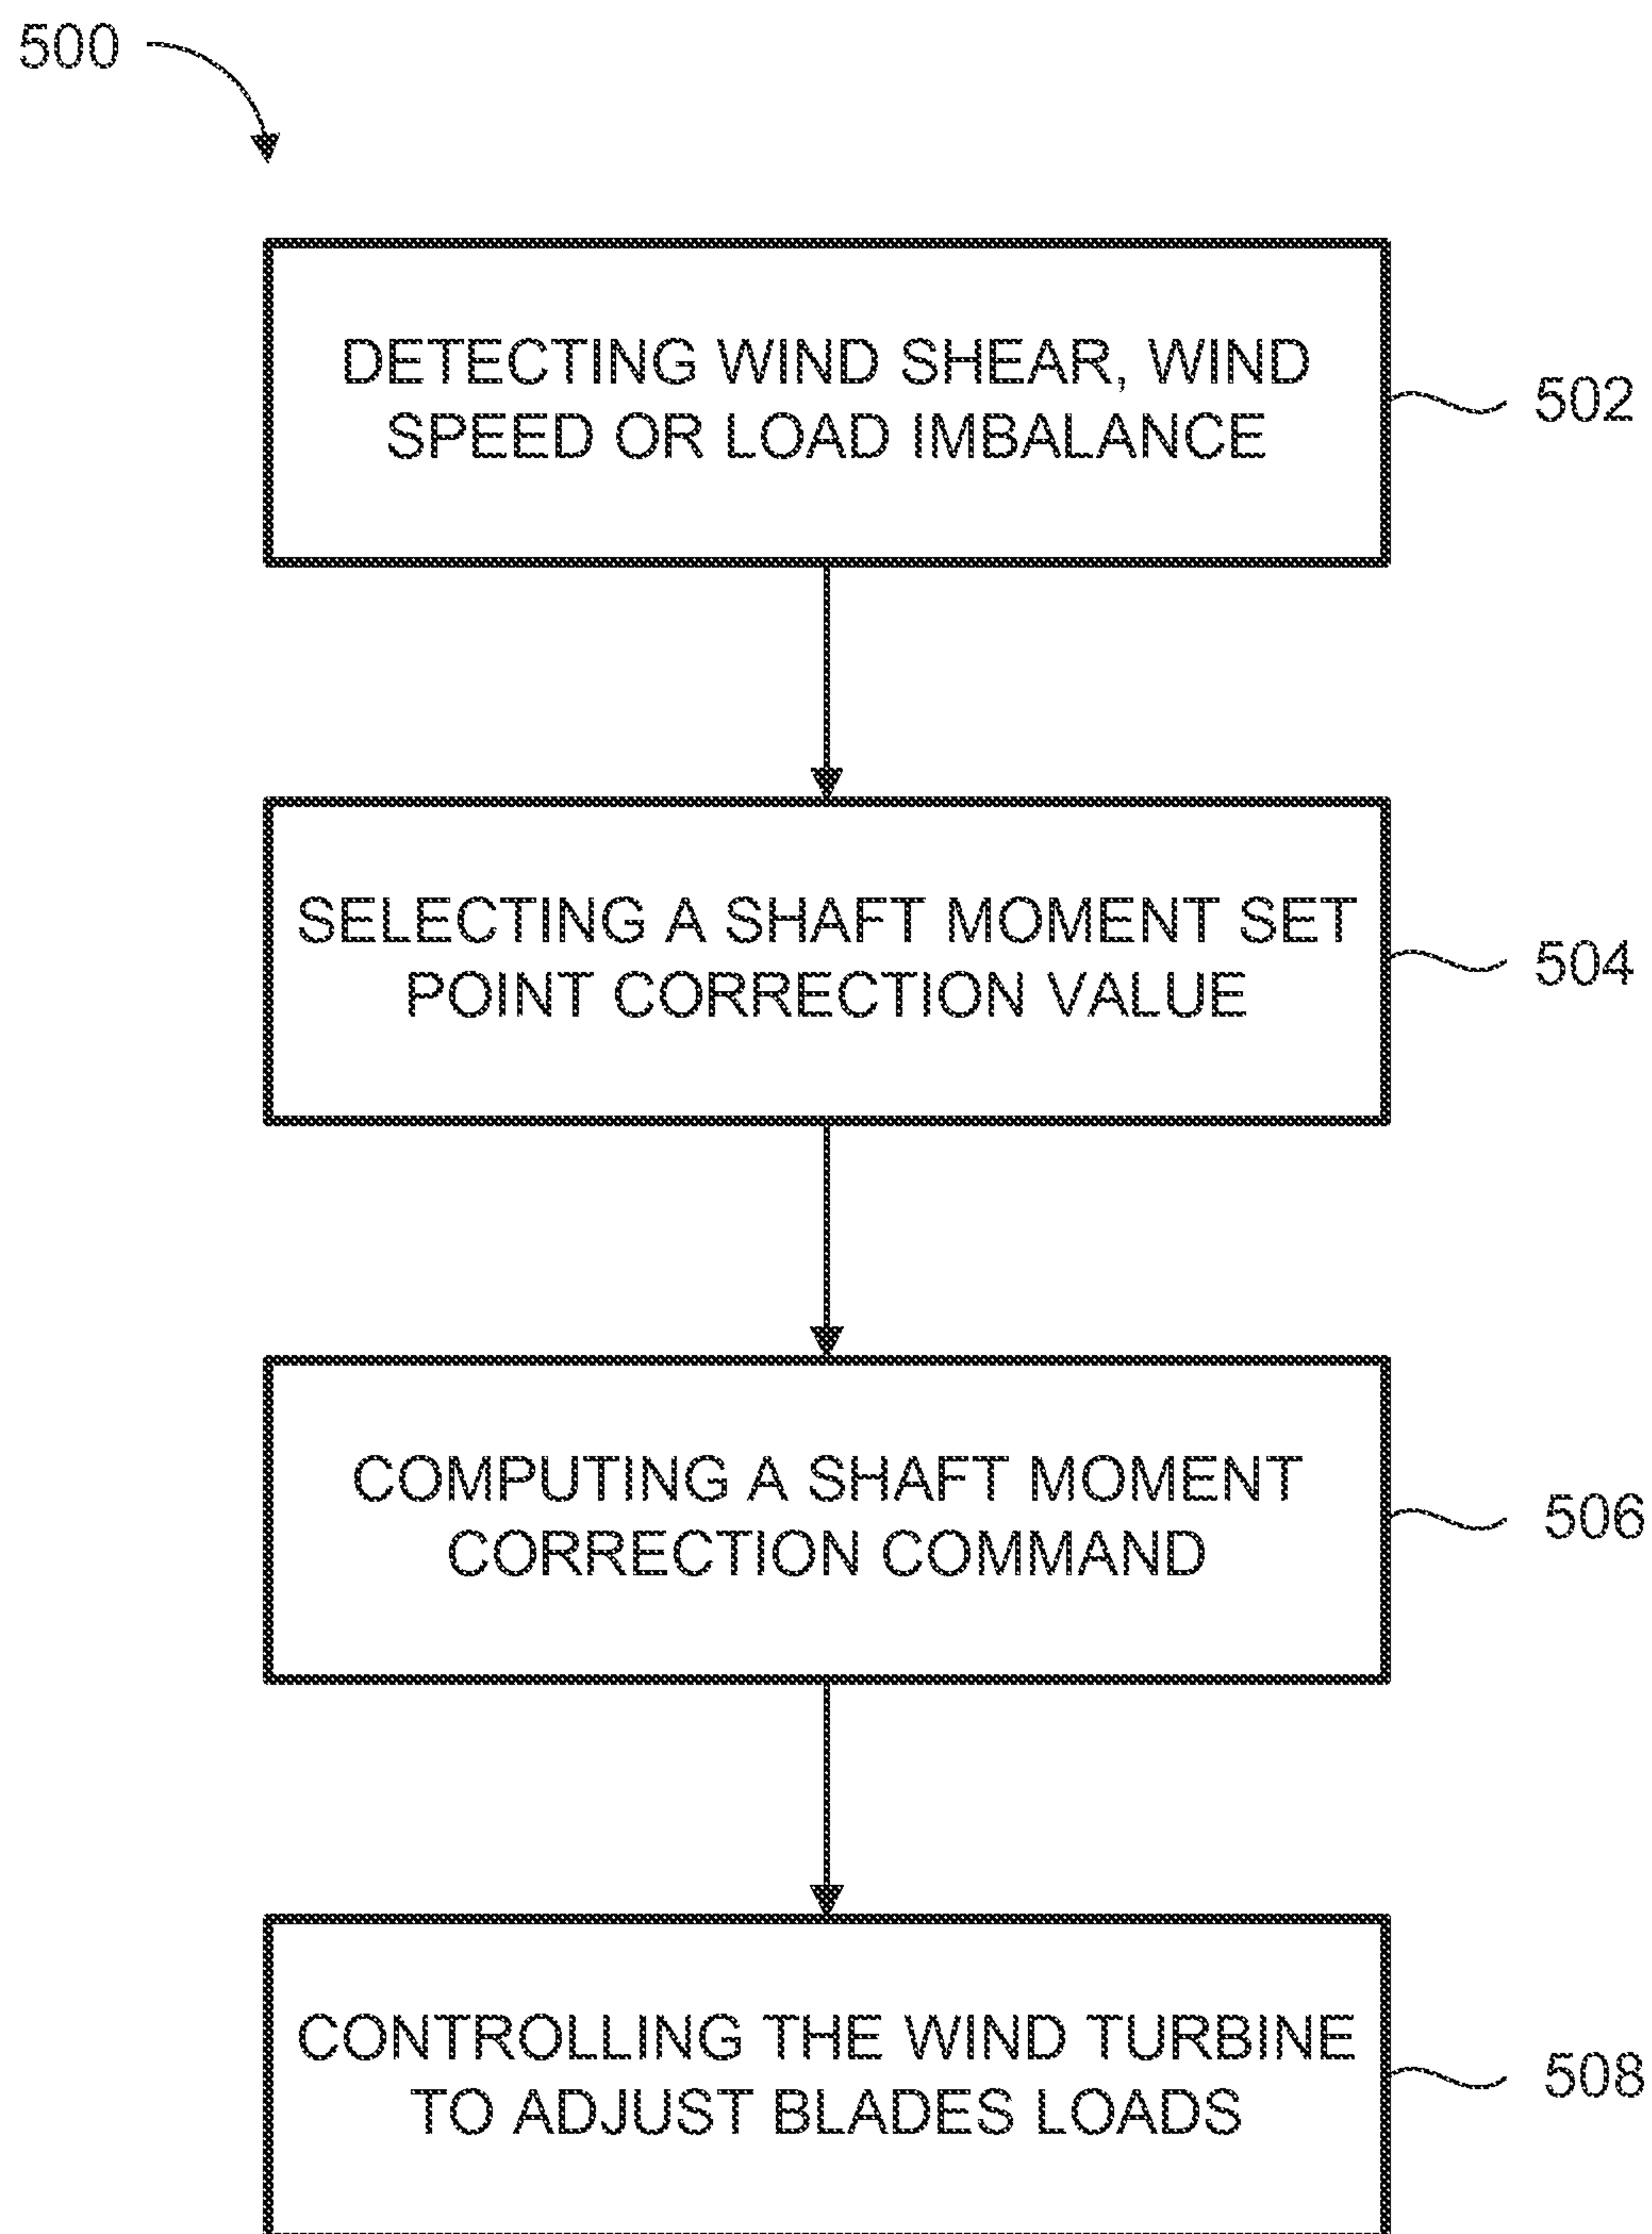 500
DETECTING WIND SHEAR, WIND
SPEED OR LOAD IMBALANCE
502
SELECTING A SHAFT MOMENT SET
POINT CORRECTION VALUE
504
COMPUTING A SHAFT MOMENT
CORRECTION COMMAND
506
CONTROLLING THE WIND TURBINE
TO ADJUST BLADES LOADS
508